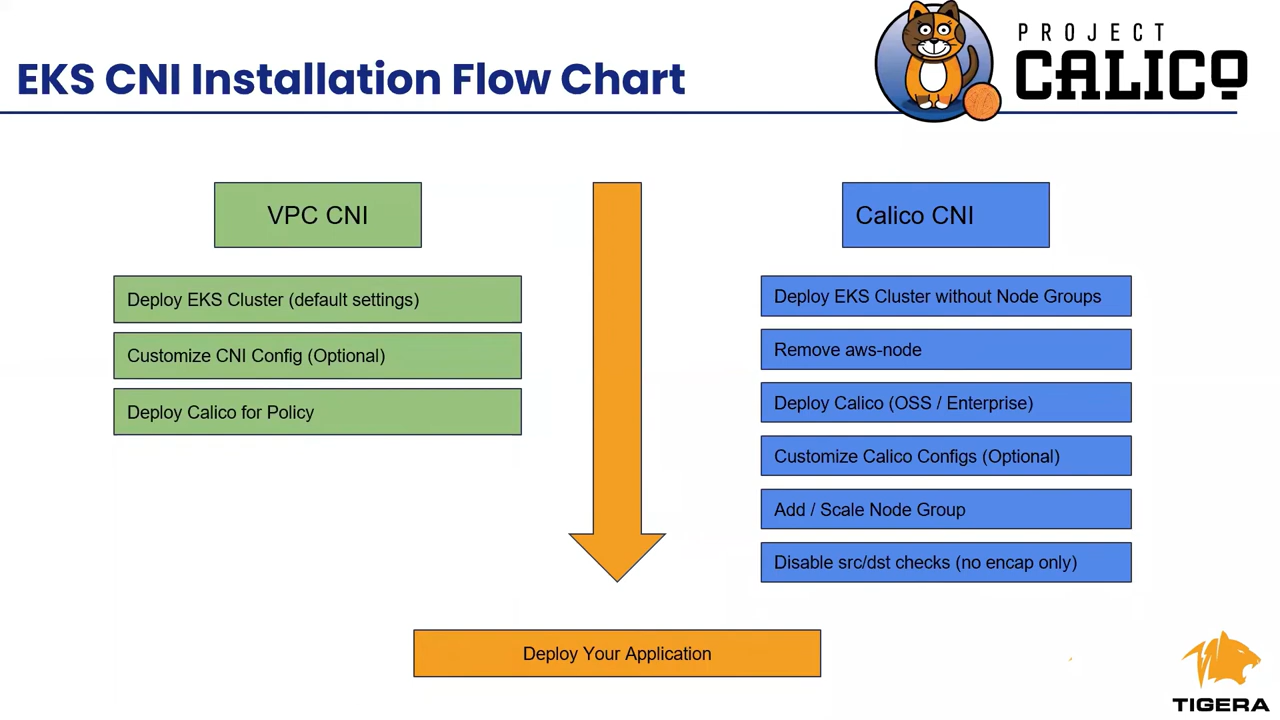 PROJECT
CALICO
EKS CNI Installation Flow Chart
VPC CNI
Deploy EKS Cluster (default settings)
Customize CNI Config (Optional)
Deploy Calico for Policy
Calico CNI
Deploy EKS Cluster without Node Groups
Remove aws-node
Deploy Calico (OSS / Enterprise)
Customize Calico Configs (Optional)
Add / Scale Node Group
Disable src/dst checks (no encap only)
Deploy Your Application
TIGERA